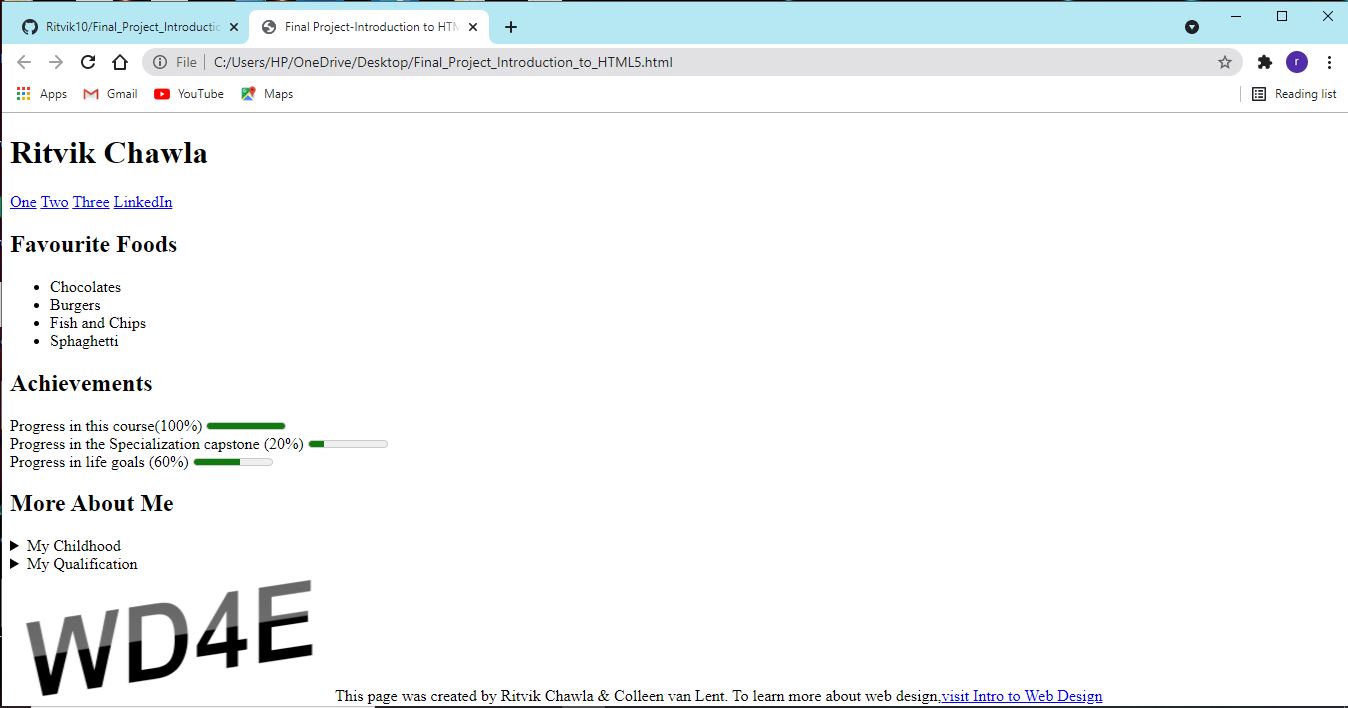 Ritvik10/Final_Project_Introductio
Final Project-Introduction to HTM
File | C:/Users/HP/OneDrive/Desktop/Final_Project_Introduction_to_HTML5.html
r
Apps Gmail YouTube Maps Reading list
Ritvik Chawla
One Two Three LinkedIn
Favourite Foods
Chocolates
Burgers
Fish and Chips
Sphaghetti
Achievements
Progress in this course(100%)
Progress in the Specialization capstone (20%)
Progress in life goals (60%)
More About Me
My Childhood
My Qualification
WD4E
This page was created by Ritvik Chawla & Colleen van Lent. To learn more about web design,visit Intro to Web Design